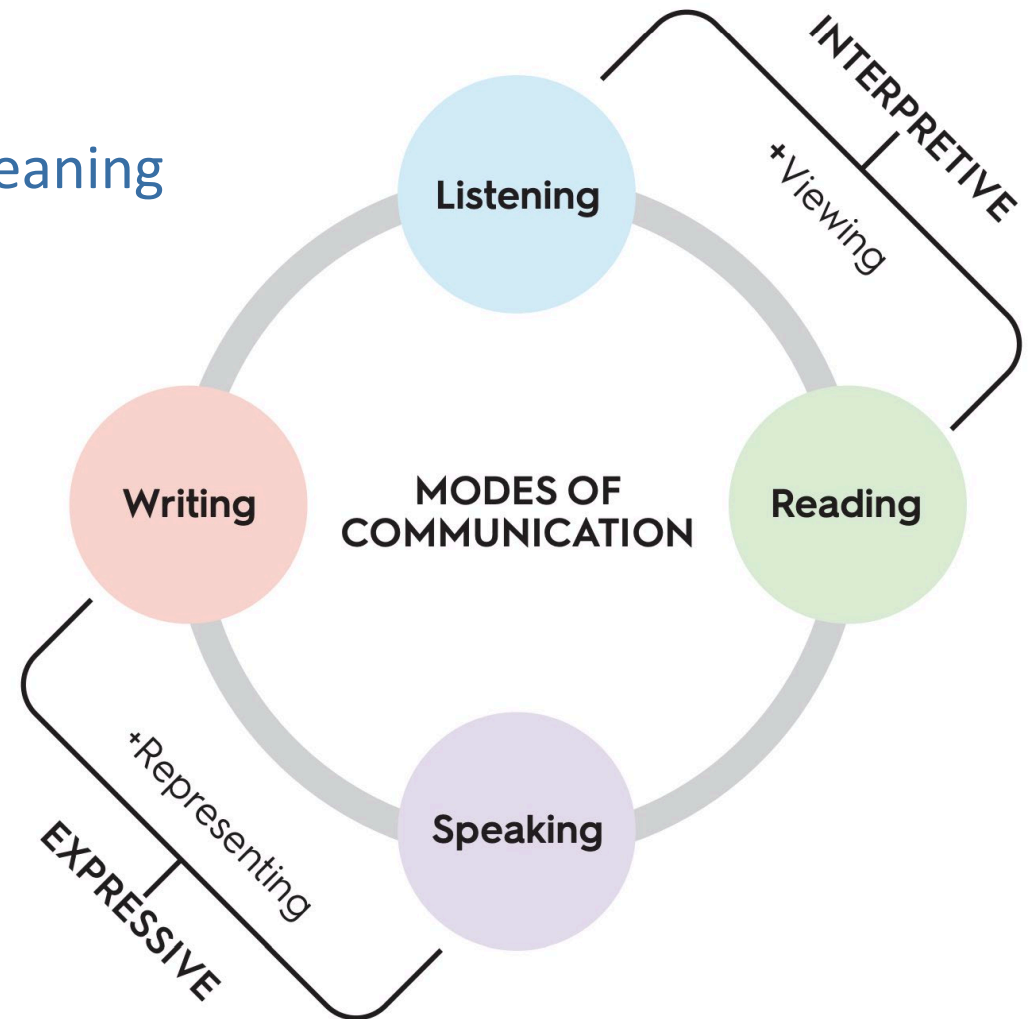 INTERPRETIVE
+Viewing
eaning
Listening
Writing
MODES OF
COMMUNICATION
Reading
+Representing
Speaking
EXPRESSIVE